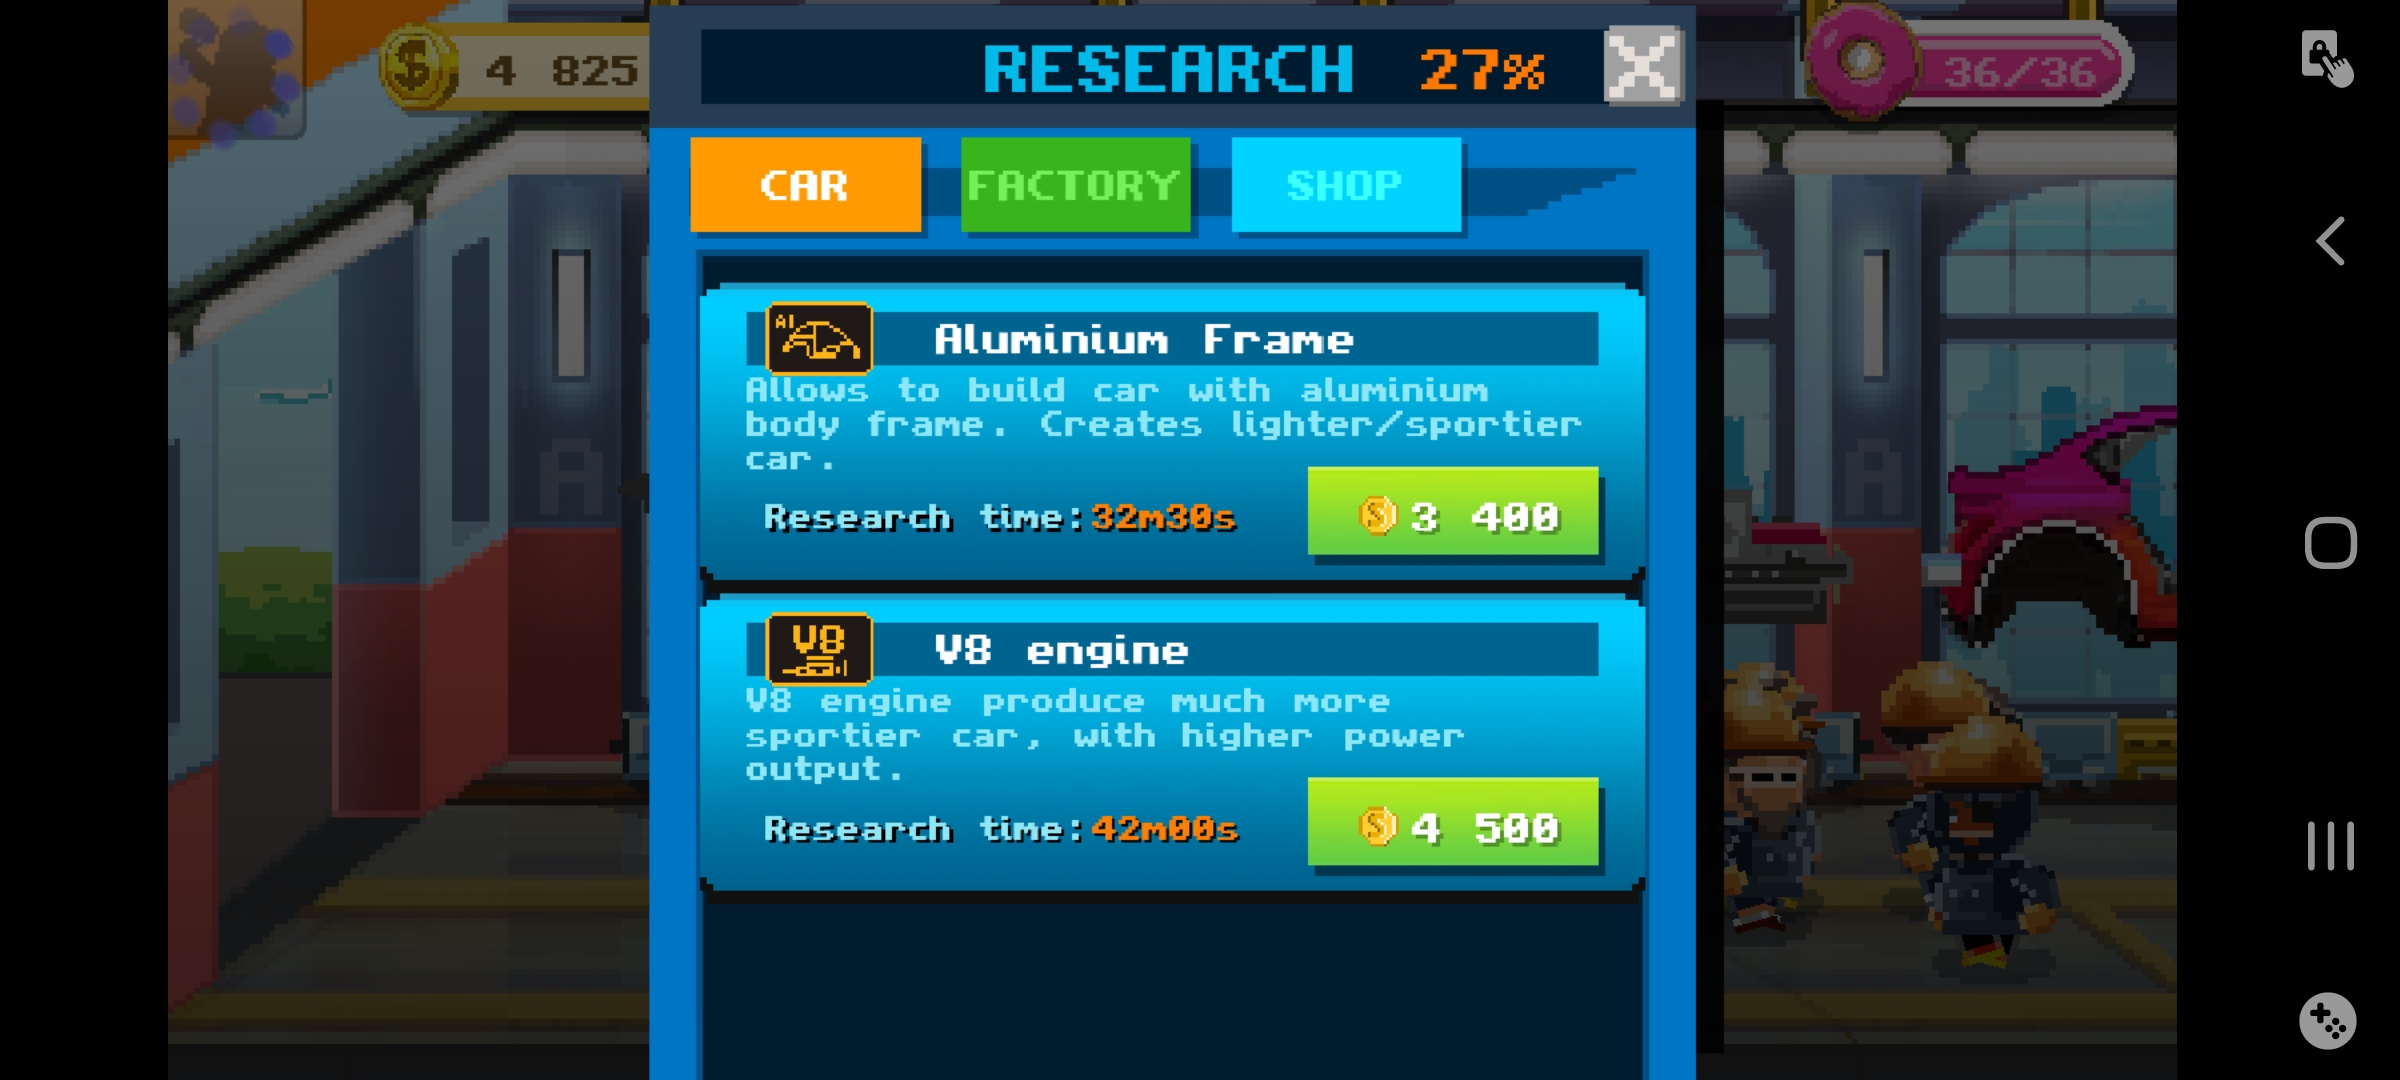 4 825
RESEARCH 27%
36/36
CAR FACTORY SHOP
Al
Aluminium Frame
Allows to build car with aluminium
body frame. Creates lighter/sportier
car.
Research time:32m30s
3 400
V8
V8 engine
V8 engine produce much more
sportier car, with higher power
output.
Research time:42m00s
4 500
A
A